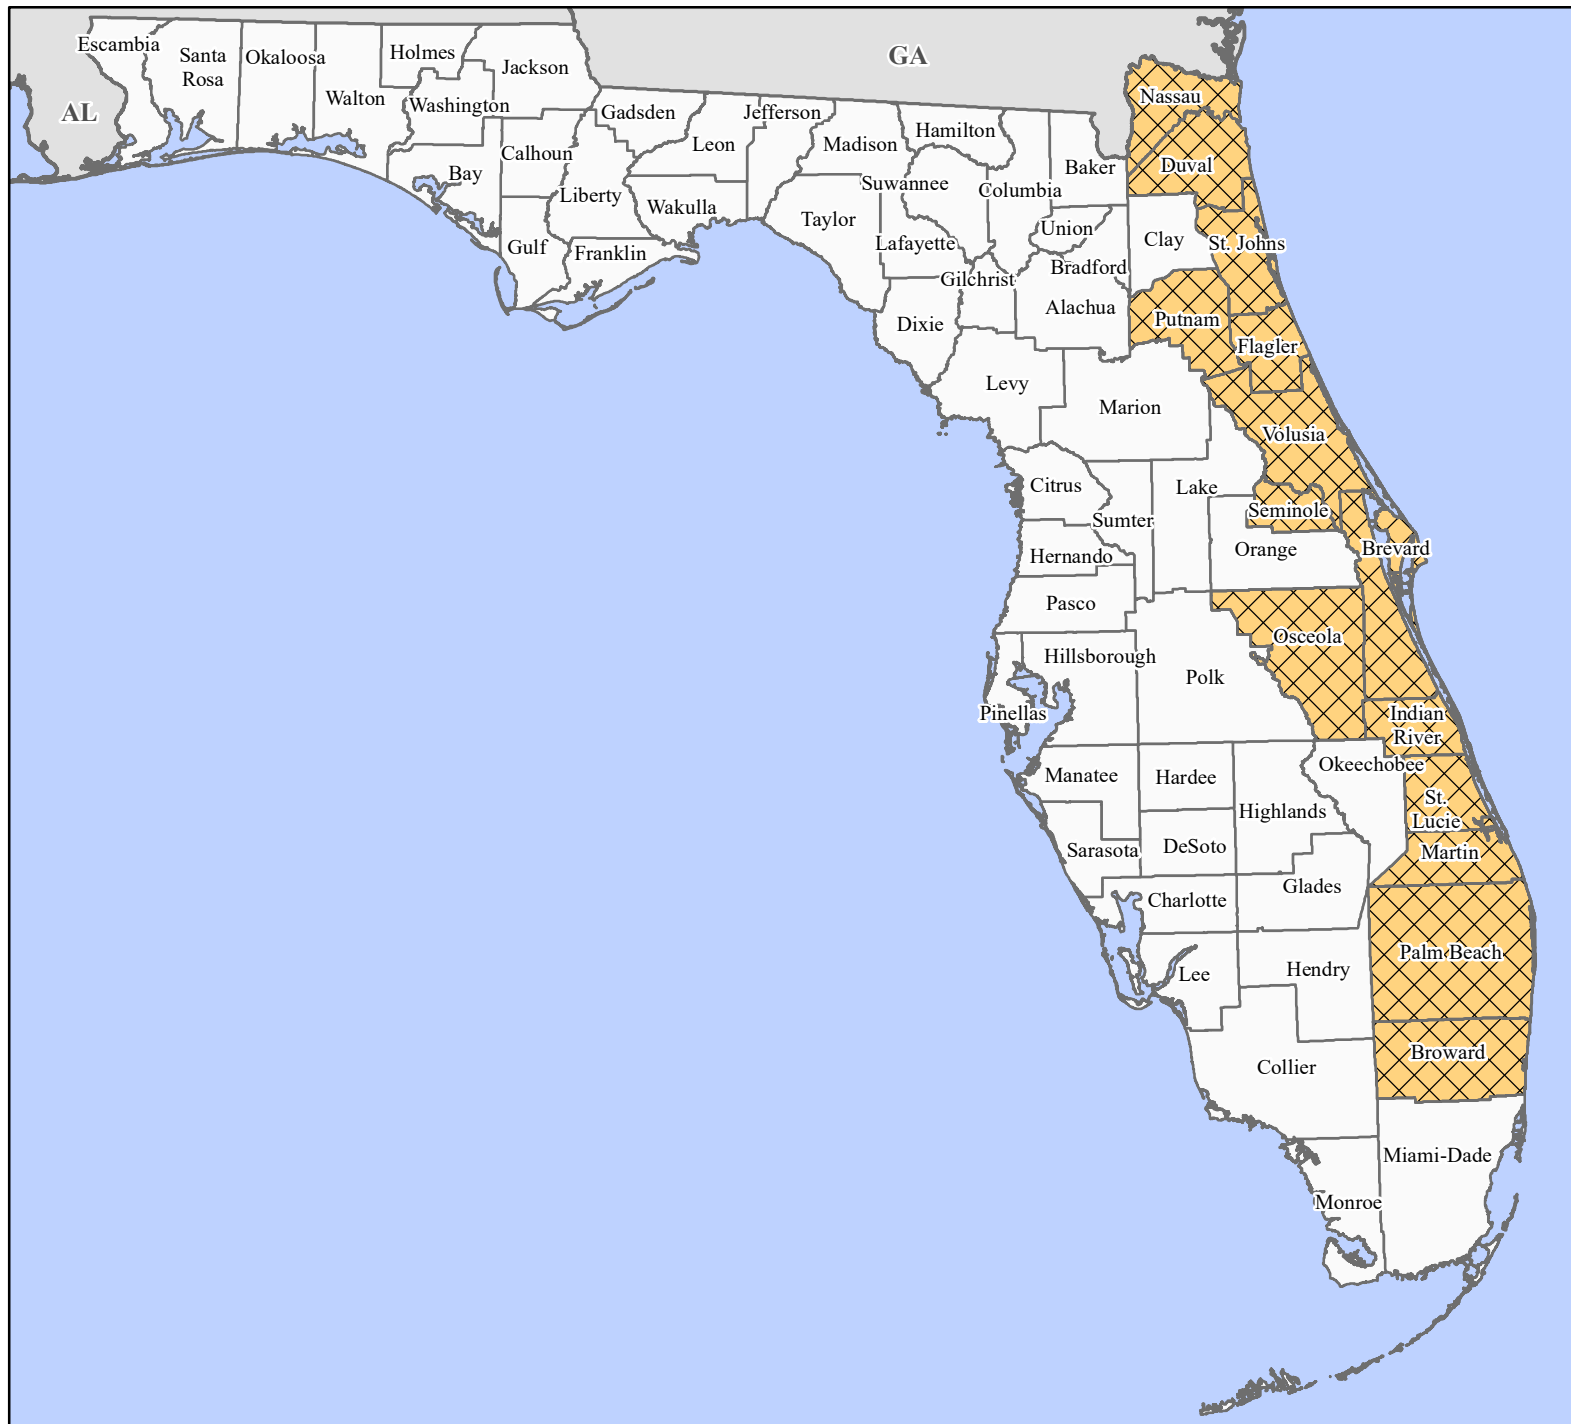 Escambia
Santa
Rosa
Okaloosa
Holmes
Jackson
Walton
Washington
GA
AL
Gadsden
Jefferson
Leon
Madison
Hamilton
Nassau
Calhoun
Bay
Liberty
Wakulla
Suwannee
Columbia
Baker
Duval
Taylor
Union
Clay
St. Johns
Gulf
Franklin
Lafayette
Gilchrist
Bradford
Alachua
Dixie
Putnam
Flagler
Levy
Marion
Volusia
Citrus
Lake
Sumter
Seminole
Orange
Brevard
Hernando
Pasco
Osceola
Hillsborough
Polk
Pinellas
Indian
River
Manatee
Hardee
Okeechobee
Highlands
St.
Lucie
Sarasota
DeSoto
Martin
Charlotte
Glades
Lee
Hendry
Palm Beach
Collier
Broward
Miami-Dade
Monroe